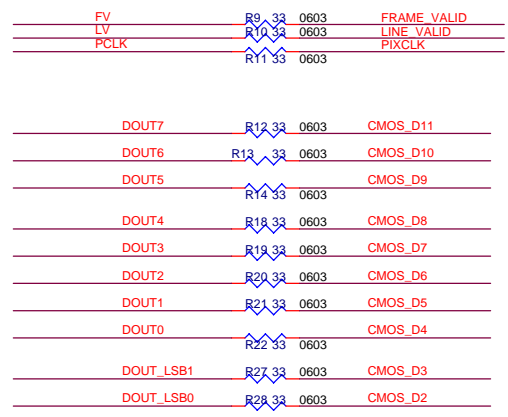 FV R9 33 0603 FRAME_VALID
LV R10 33 0603 LINE_VALID
PCLK R11 33 0603 PIXCLK
DOUT7 R12 33 0603 CMOS_D11
DOUT6 R13 33 0603 CMOS_D10
DOUT5 R14 33 0603 CMOS_D9
DOUT4 R18 33 0603 CMOS_D8
DOUT3 R19 33 0603 CMOS_D7
DOUT2 R20 33 0603 CMOS_D6
DOUT1 R21 33 0603 CMOS_D5
DOUT0 R22 33 0603 CMOS_D4
DOUT_LSB1 R27 33 0603 CMOS_D3
DOUT_LSB0 R28 33 0603 CMOS_D2